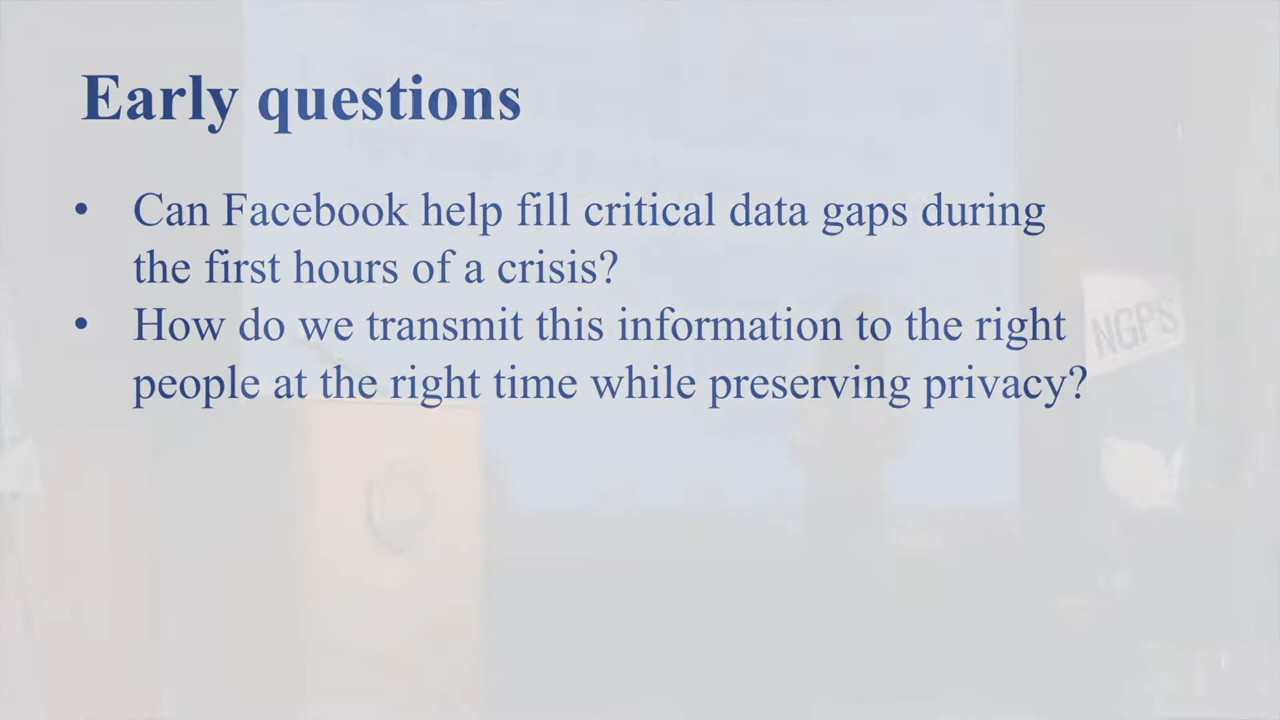 Early questions
• Can Facebook help fill critical data gaps during
the first hours of a crisis?
• How do we transmit this information to the right
people at the right time while preserving privacy?
NGPS